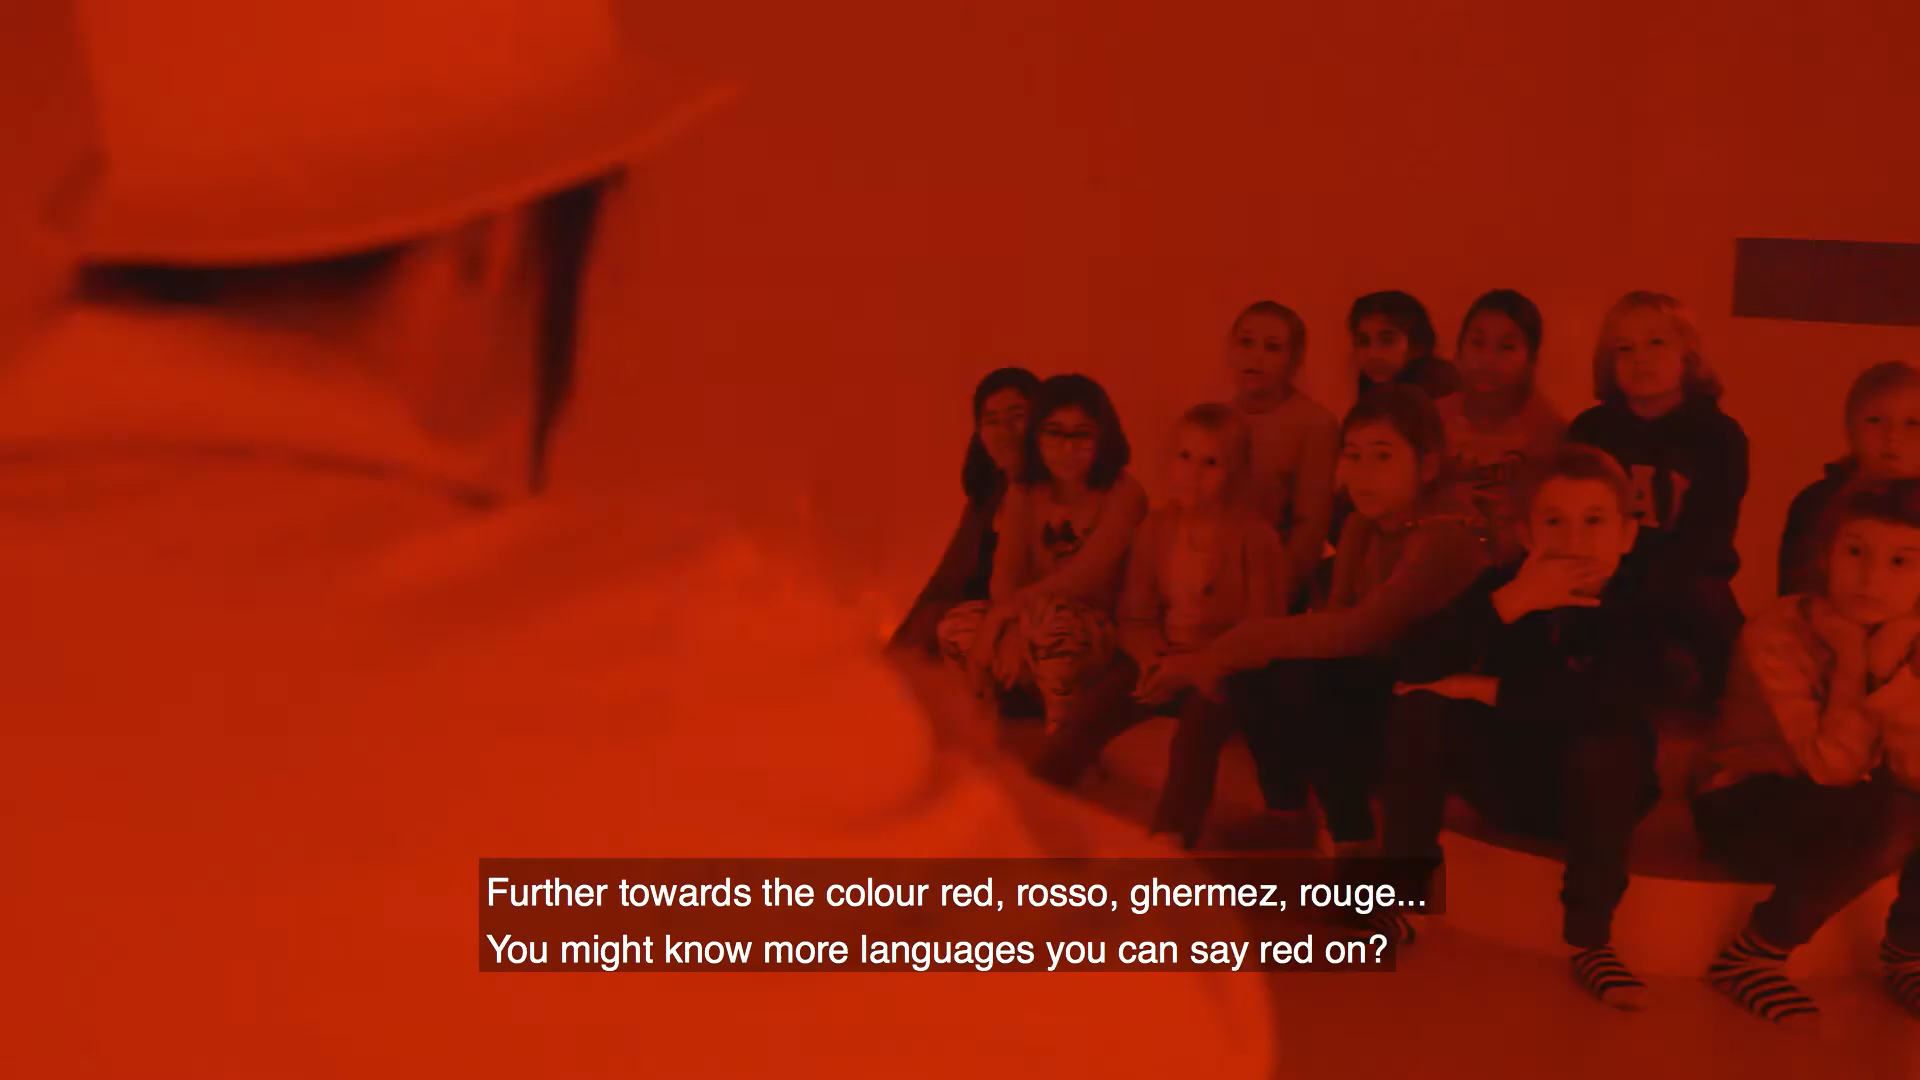 Further towards the colour red, rosso, ghermez, rouge...
You might know more languages you can say red on?